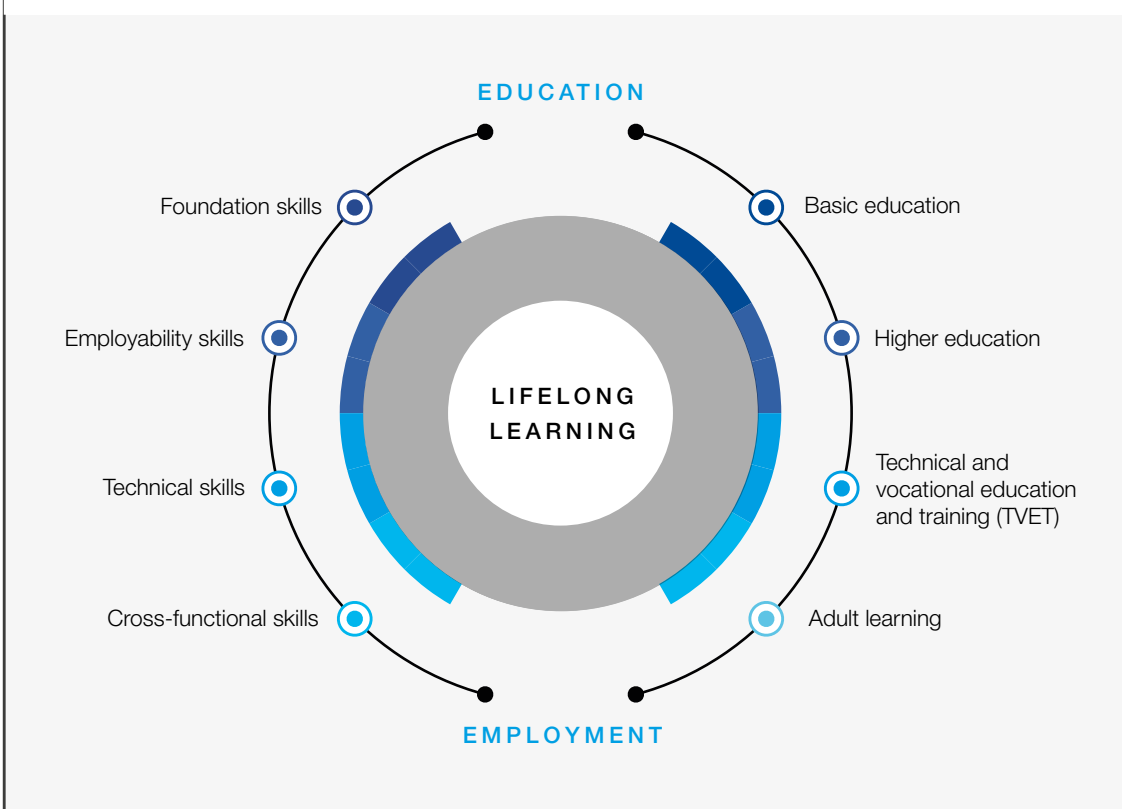 EDUCATION
Foundation skills
Basic education
Employability skills
Higher education
LIFELONG
LEARNING
Technical skills
Technical and
vocational education
and training (TVET)
Cross-functional skills
Adult learning
EMPLOYMENT